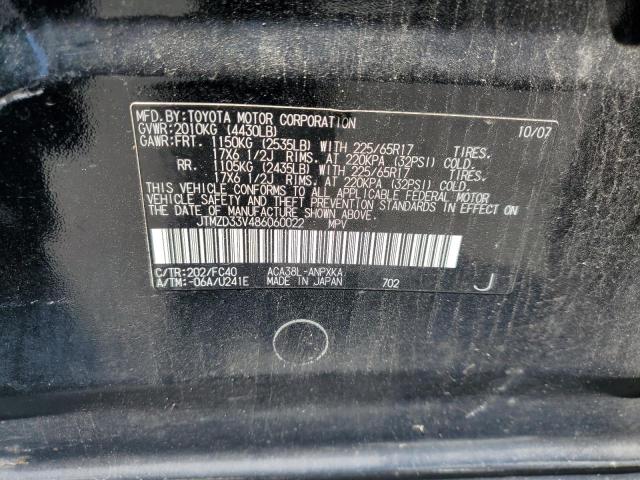 MFD.BY:TOYOTA MOTOR CORPORATION 10/07
GVWR:2010KG (4430LB)
GAWR:FRT. 1150KG (2535LB) WITH 225/65R17 TIRES.
17X6 1/2J RIMS. AT 220KPA (32PSI) COLD.
RR. 1105KG (2435LB) WITH 225/65R17 TIRES.
17X6 1/2J RIMS. AT 220KPA (32PSI) COLD.
THIS VEHICLE CONFORMS TO ALL APPLICABLE FEDERAL MOTOR
VEHICLE SAFETY AND THEFT PREVENTION STANDARDS IN EFFECT ON
THE DATE OF MANUFACTURE SHOWN ABOVE.
JTMZD33V486060022 MPV
C/TR:202/FC40 ACA38L-ANPXKA
A/TM:-06A/U241E MADE IN JAPAN 702 J